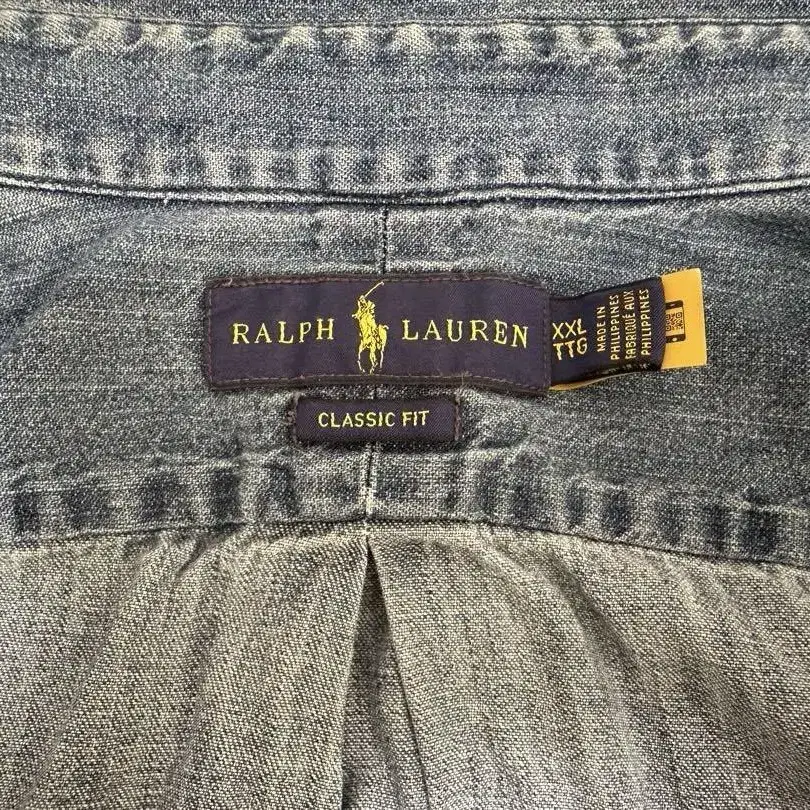 RALPH LAUREN
XXL
TTG
MADE IN
PHILIPPINES
FABRIQUÉ AUX
PHILIPPINES
CLASSIC FIT